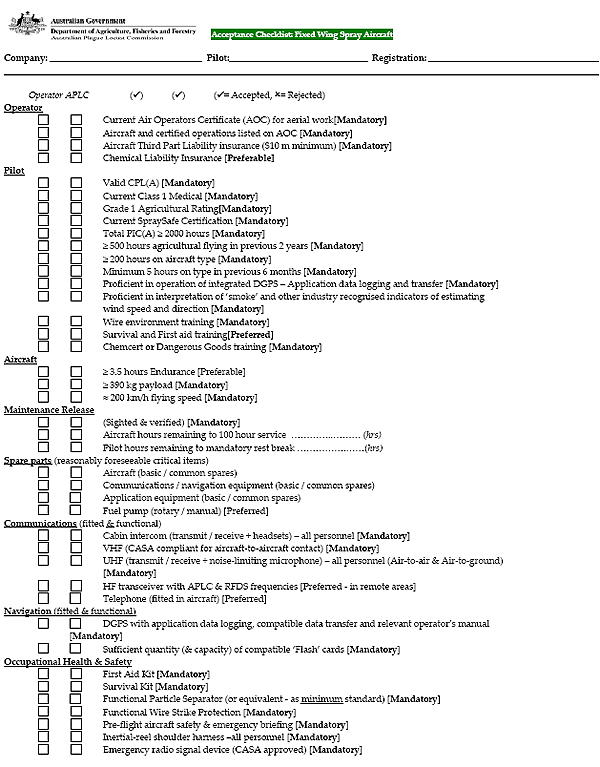 Australian Government
Department of Agriculture, Fisheries and Forestry
Australian Plague Locust Commission
Acceptance Checklist: Fixed Wing Spray Aircraft
Company: Pilot: Registration:
Operator APLC (✓) (✓) (✓= Accepted, ×= Rejected)
Operator
Current Air Operators Certificate (AOC) for aerial work[Mandatory]
Aircraft and certified operations listed on AOC [Mandatory]
Aircraft Third Part Liability insurance ($10 m minimum) [Mandatory]
Chemical Liability Insurance [Preferable]
Pilot
Valid CPL(A) [Mandatory]
Current Class 1 Medical [Mandatory]
Grade 1 Agricultural Rating[Mandatory]
Current SpraySafe Certification [Mandatory]
Total PIC(A) ≥ 2000 hours [Mandatory]
≥ 500 hours agricultural flying in previous 2 years [Mandatory]
≥ 200 hours on aircraft type [Mandatory]
Minimum 5 hours on type in previous 6 months [Mandatory]
Proficient in operation of integrated DGPS – Application data logging and transfer [Mandatory]
Proficient in interpretation of 'smoke' and other industry recognised indicators of estimating
wind speed and direction [Mandatory]
Wire environment training [Mandatory]
Survival and First aid training[Preferred]
Chemcert or Dangerous Goods training [Mandatory]
Aircraft
≥ 3.5 hours Endurance [Preferable]
≥ 390 kg payload [Mandatory]
≈ 200 km/h flying speed [Mandatory]
Maintenance Release
(Sighted & verified) [Mandatory]
Aircraft hours remaining to 100 hour service ..................... (hrs)
Pilot hours remaining to mandatory rest break .....................(hrs)
Spare parts (reasonably foreseeable critical items)
Aircraft (basic / common spares)
Communications / navigation equipment (basic / common spares)
Application equipment (basic / common spares)
Fuel pump (rotary / manual) [Preferred]
Communications (fitted & functional)
Cabin intercom (transmit / receive + headsets) – all personnel [Mandatory]
VHF (CASA compliant for aircraft-to-aircraft contact) [Mandatory]
UHF (transmit / receive + noise-limiting microphone) – all personnel (Air-to-air & Air-to-ground)
[Mandatory]
HF transceiver with APLC & RFDS frequencies [Preferred - in remote areas]
Telephone (fitted in aircraft) [Preferred]
Navigation (fitted & functional)
DGPS with application data logging, compatible data transfer and relevant operator's manual
[Mandatory]
Sufficient quantity (& capacity) of compatible 'Flash' cards [Mandatory]
Occupational Health & Safety
First Aid Kit [Mandatory]
Survival Kit [Mandatory]
Functional Particle Separator (or equivalent - as minimum standard) [Mandatory]
Functional Wire Strike Protection [Mandatory]
Pre-flight aircraft safety & emergency briefing [Mandatory]
Inertial-reel shoulder harness –all personnel [Mandatory]
Emergency radio signal device (CASA approved) [Mandatory]